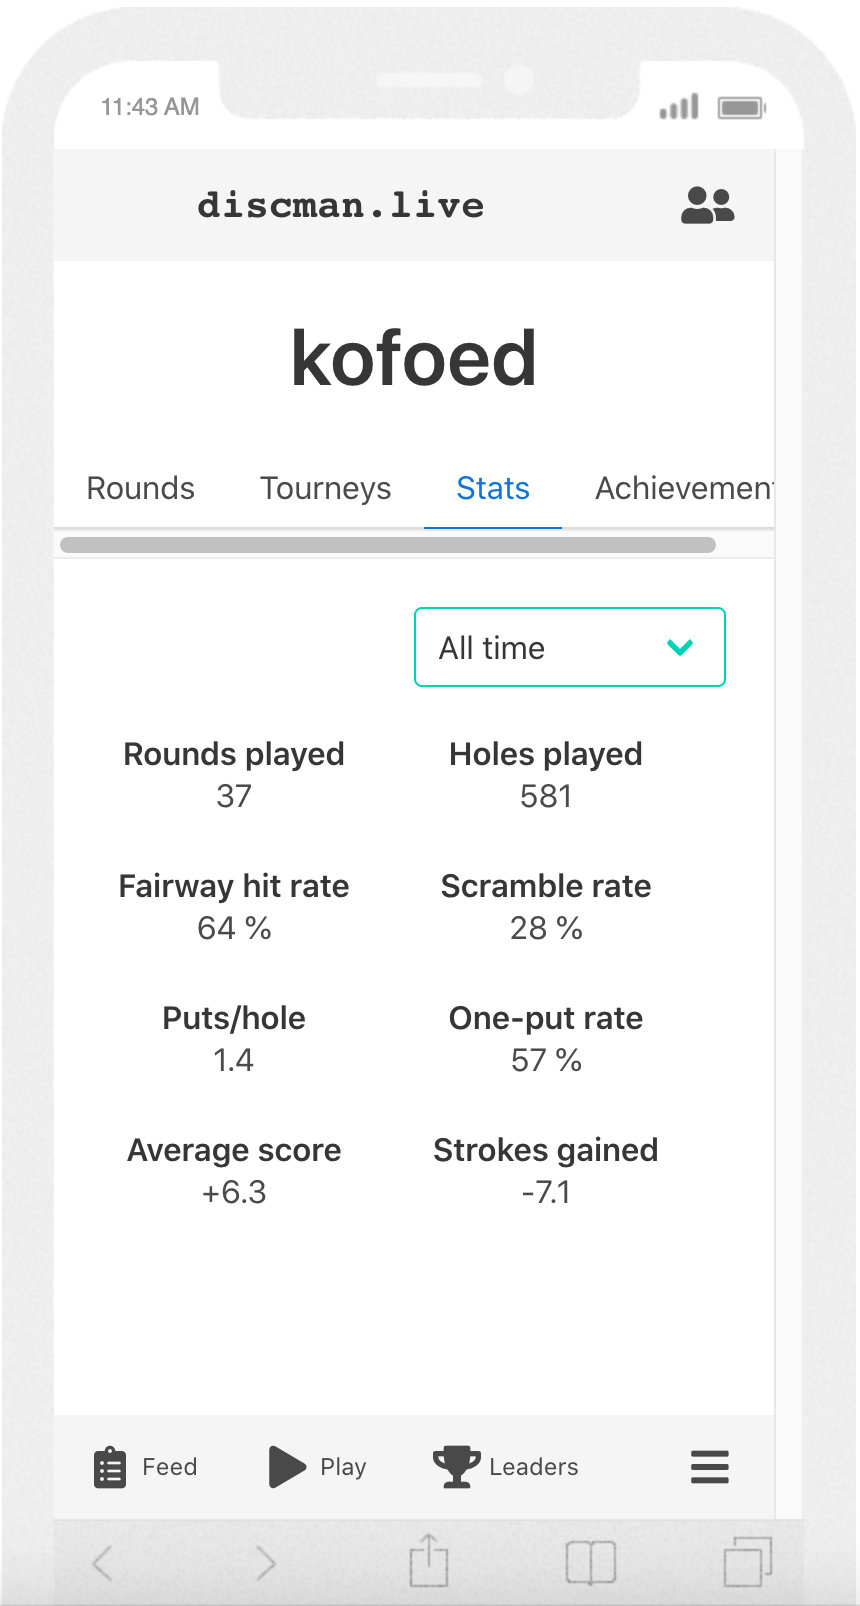 11:43 AM
discman.live
kofoed
Rounds Tourneys Stats Achievement
All time
Rounds played Holes played
37 581
Fairway hit rate Scramble rate
64 % 28 %
Puts/hole One-put rate
1.4 57 %
Average score Strokes gained
+6.3 -7.1
Feed Play Leaders